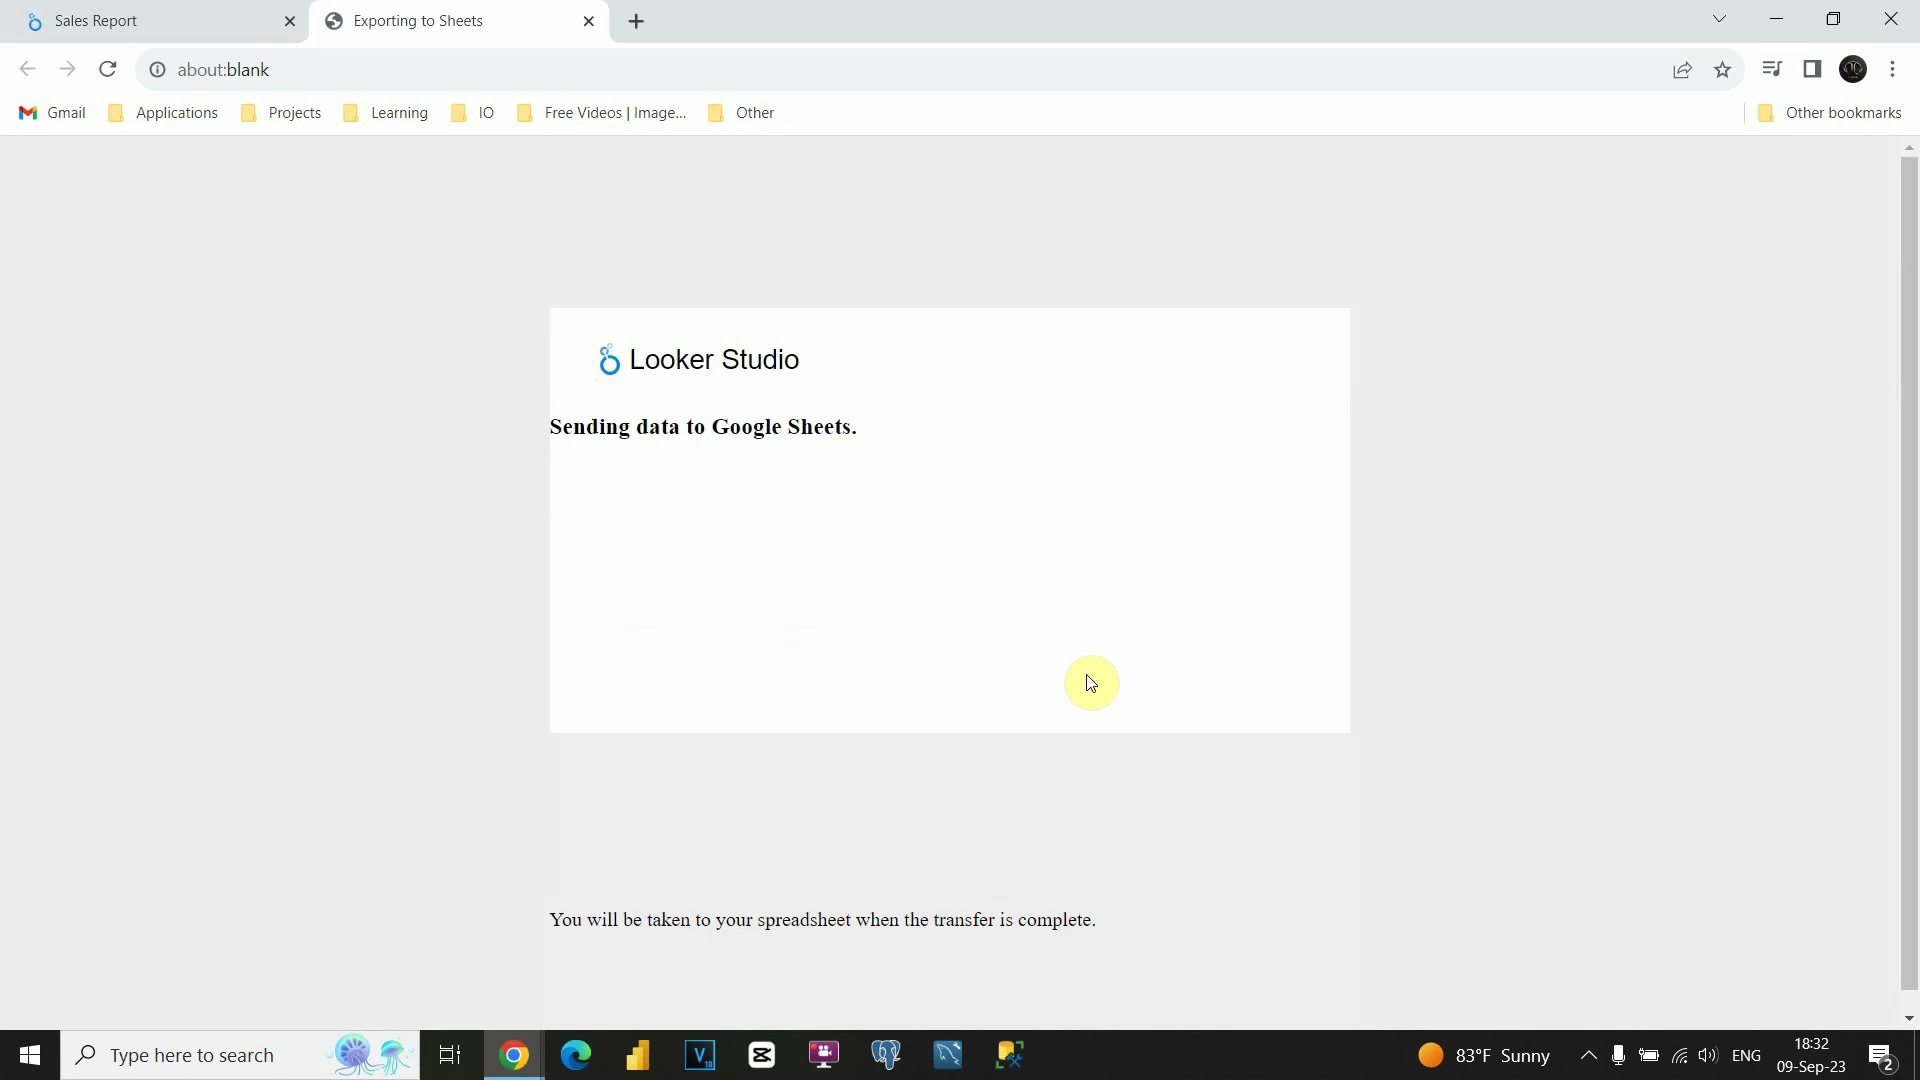 Sales Report
Exporting to Sheets
about:blank
Gmail
Applications
Projects
Learning
IO
Free Videos | Image...
Other
Other bookmarks
Looker Studio
Sending data to Google Sheets.
You will be taken to your spreadsheet when the transfer is complete.
Type here to search
83°F Sunny
ENG
18:32
09-Sep-23
2